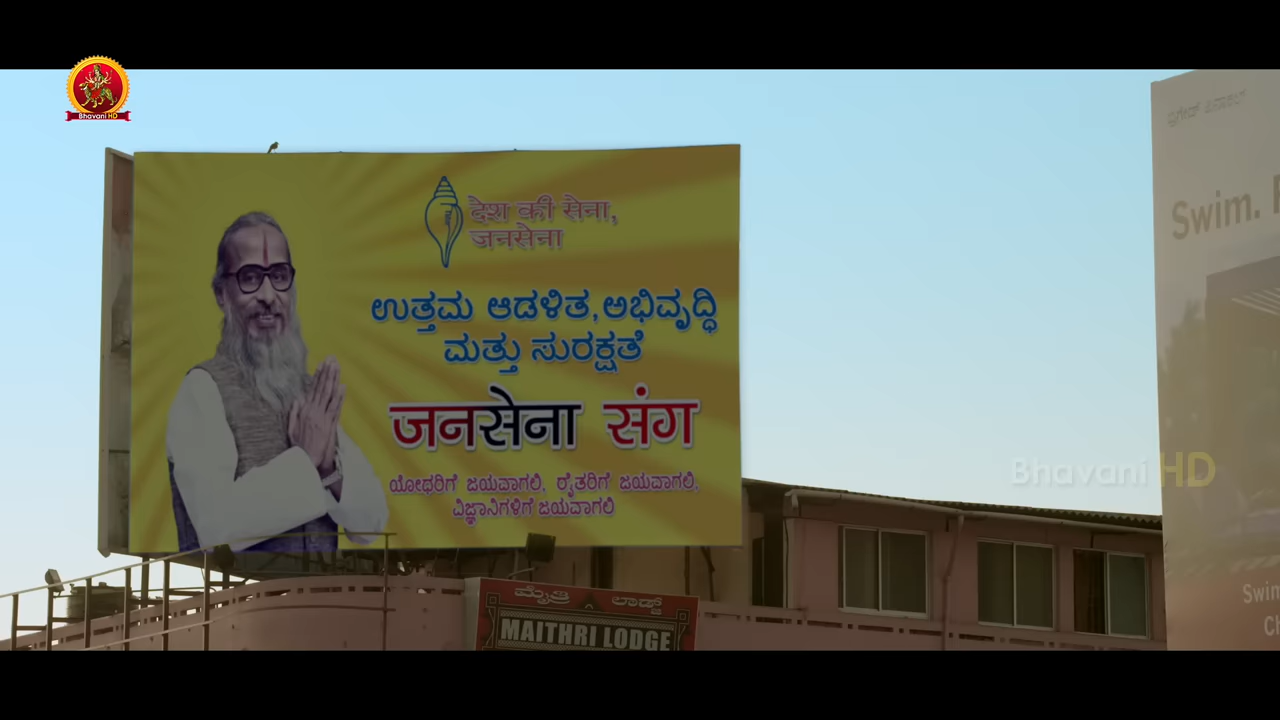 Bhavani HD
देश की सेना,
जनसेना
ಉತ್ತಮ ಆಡಳಿತ, ಅಭಿವೃದ್ಧಿ
ಮತ್ತು ಸುರಕ್ಷತೆ
जनसेना संग
ಯೋಧರಿಗೆ ಜಯವಾಗಲಿ, ರೈತರಿಗೆ ಜಯವಾಗಲಿ,
ವಿಜ್ಞಾನಿಗಳಿಗೆ ಜಯವಾಗಲಿ
ಮೈತ್ರಿ ಲಾಡ್ಜ್
MAITHRI LODGE
Swim.
Bhavani HD